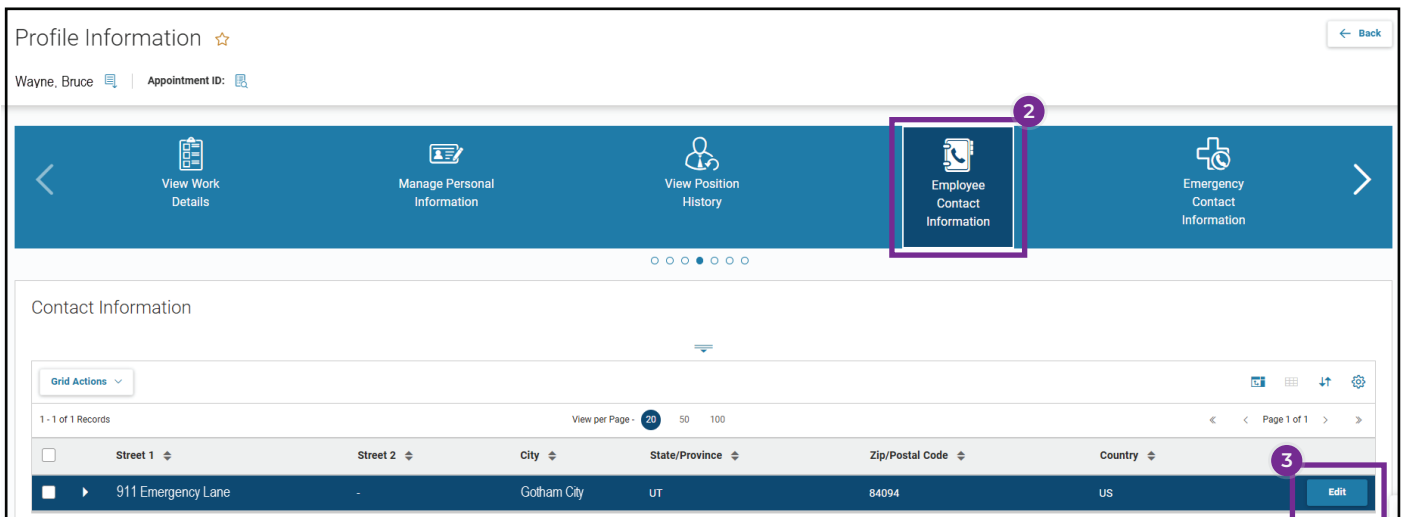 Profile Information
Back
Wayne, Bruce Appointment ID:
2
View Work
Details
Manage Personal
Information
View Position
History
Employee
Contact
Information
Emergency
Contact
Information
Contact Information
Grid Actions
1 - 1 of 1 Records View per Page - 20 50 100 « < Page 1 of 1 > »
Street 1 Street 2 City State/Province Zip/Postal Code Country
3
911 Emergency Lane - Gotham City UT 84094 US Edit